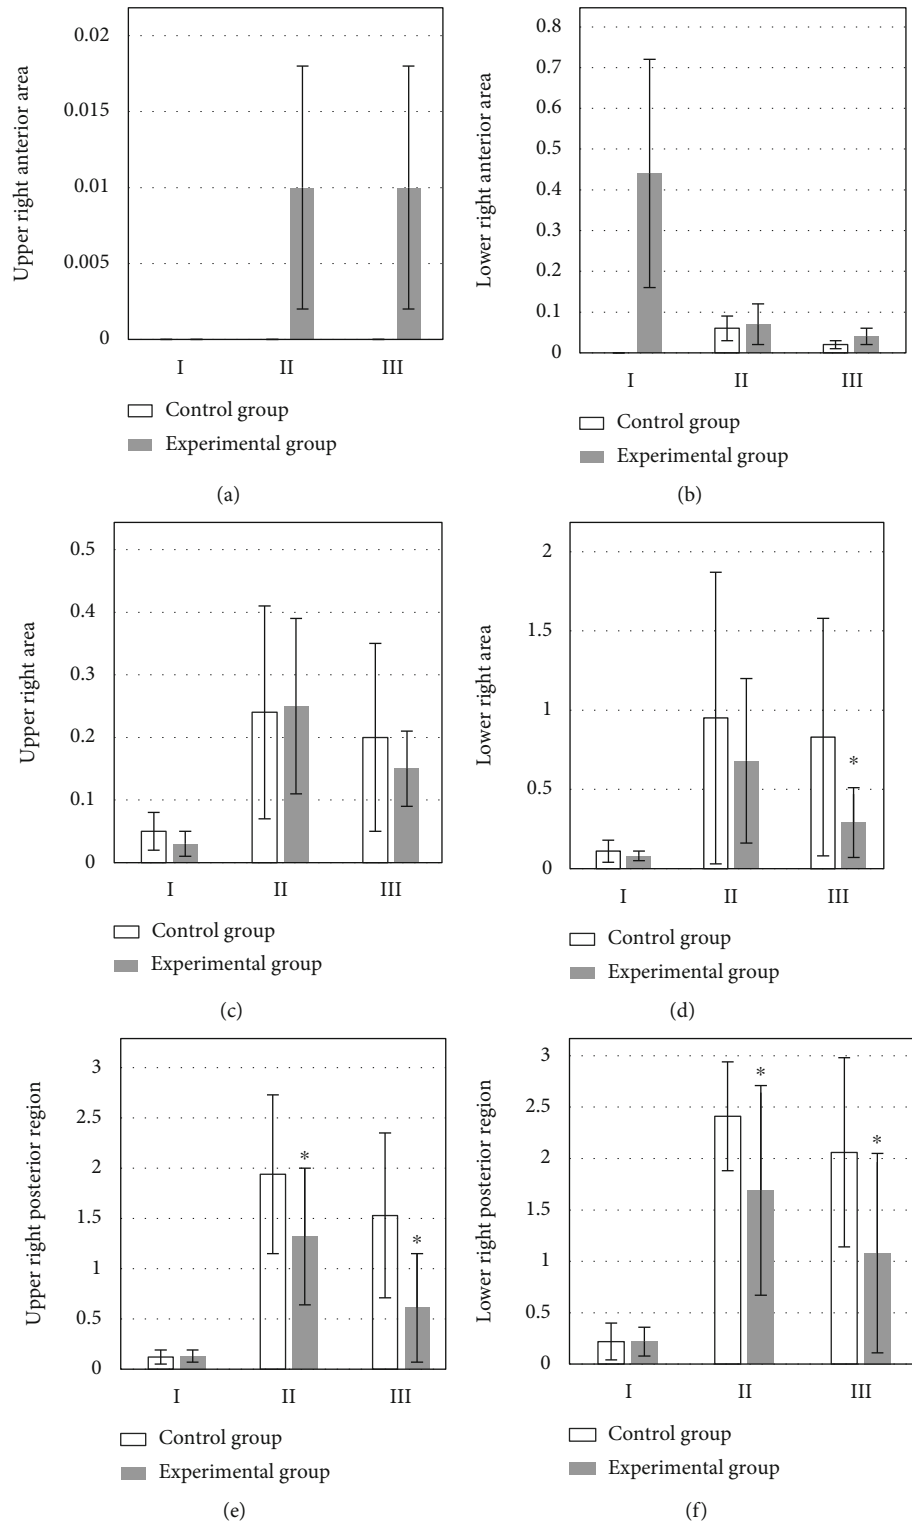 Upper right anterior area
0.02
0.015
0.01
0.005
0
I II III
Control group
Experimental group
(a)
Lower right anterior area
0.8
0.7
0.6
0.5
0.4
0.3
0.2
0.1
0
I II III
Control group
Experimental group
(b)
Upper right area
0.5
0.4
0.3
0.2
0.1
0
I II III
Control group
Experimental group
(c)
Lower right area
2
1.5
1
*
0.5
0
I II III
Control group
Experimental group
(d)
Upper right posterior region
3
2.5
*
2
1.5
*
1
0.5
0
I II III
Control group
Experimental group
(e)
Lower right posterior region
3
*
2.5
*
2
1.5
1
0.5
0
I II III
Control group
Experimental group
(f)